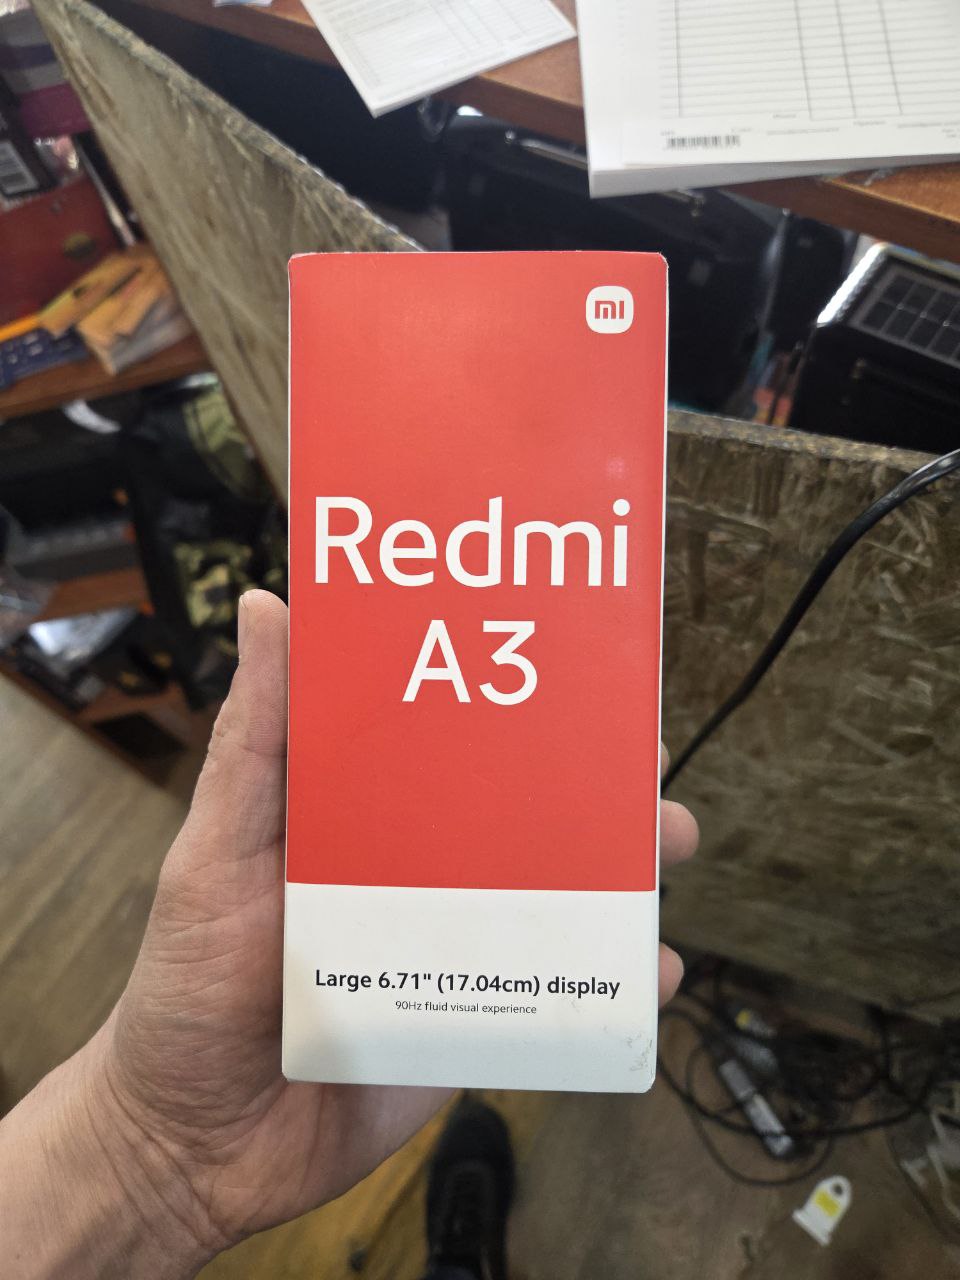 mi
Redmi
A3
Large 6.71" (17.04cm) display
90Hz fluid visual experience